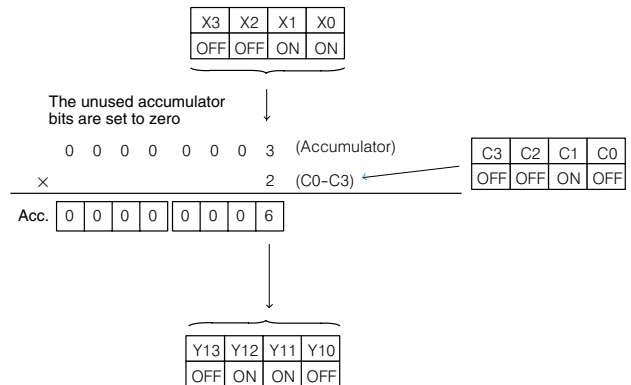 X3 X2 X1 X0
OFF OFF ON ON
The unused accumulator
bits are set to zero
0 0 0 0 0 0 0 3 (Accumulator)
× 2 (C0-C3)
C3 C2 C1 C0
OFF OFF ON OFF
Acc. 0 0 0 0 0 0 0 6
Y13 Y12 Y11 Y10
OFF ON ON OFF